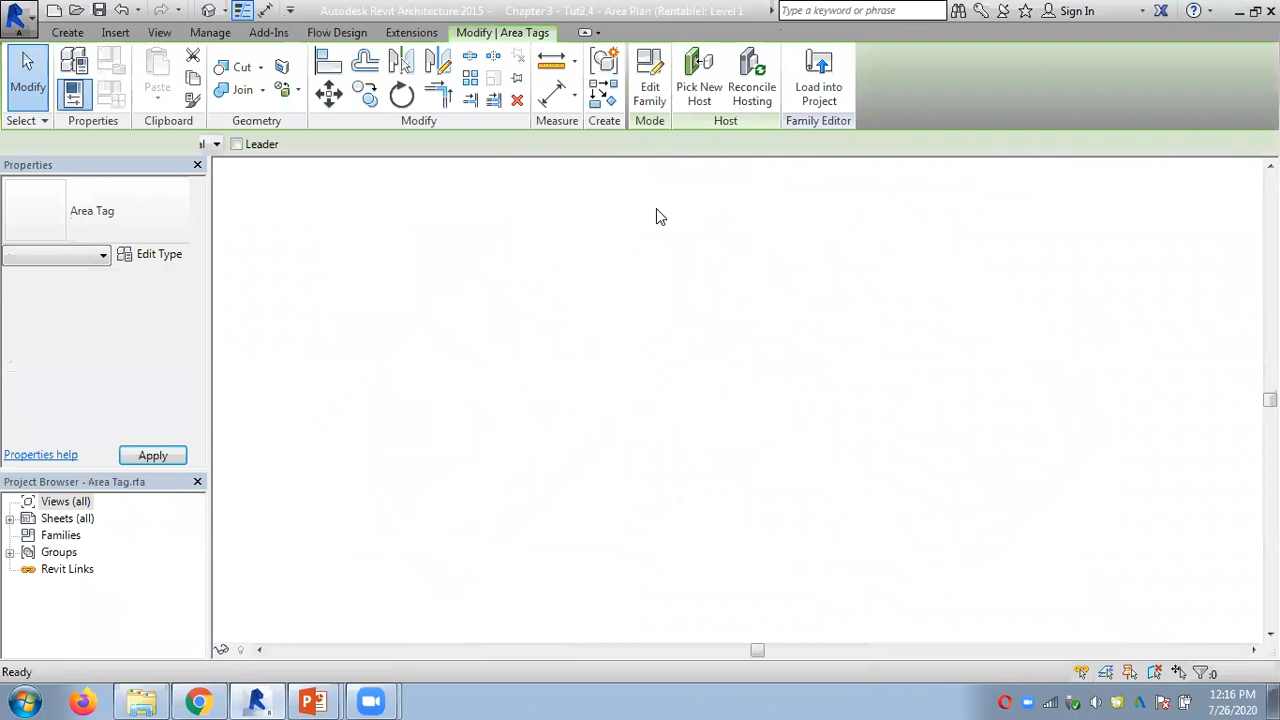 Autodesk Revit Architecture 2015 - Chapter 3 - Tut2,4 - Area Plan (Rentable): Level 1
Type a keyword or phrase
Sign In
Create Insert View Manage Add-Ins Flow Design Extensions Modify | Area Tags
Modify
Paste
Cut
Join
Edit Family
Pick New Host
Reconcile Hosting
Load into Project
Select Properties Clipboard Geometry Modify Measure Create Mode Host Family Editor
Leader
Properties
Area Tag
Edit Type
Properties help
Apply
Project Browser - Area Tag.rfa
Views (all)
Sheets (all)
Families
Groups
Revit Links
Ready
:0
12:16 PM
7/26/2020